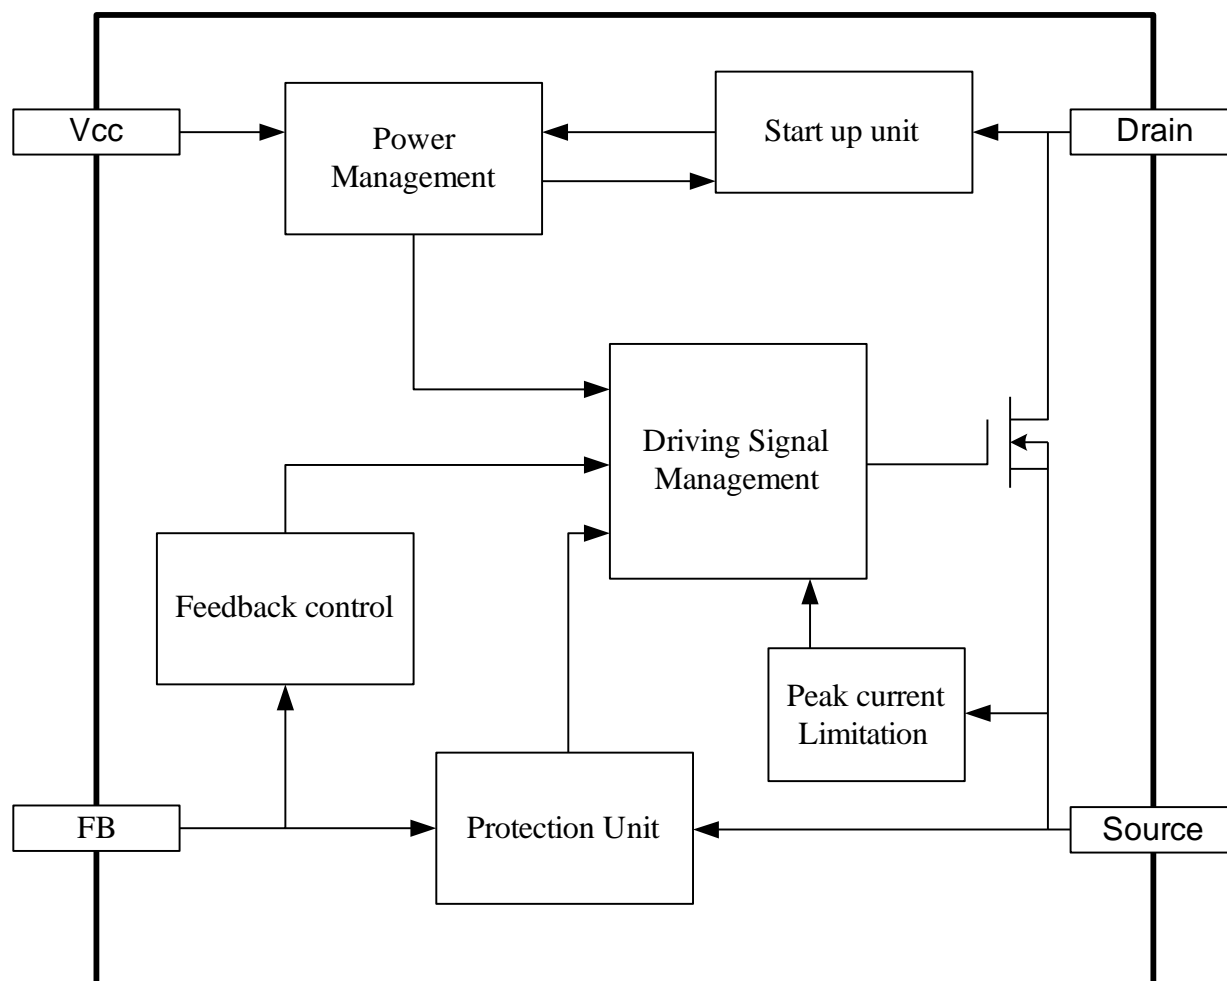 Vcc
Power
Management
Start up unit
Drain
Driving Signal
Management
Feedback control
Peak current
Limitation
FB
Protection Unit
Source